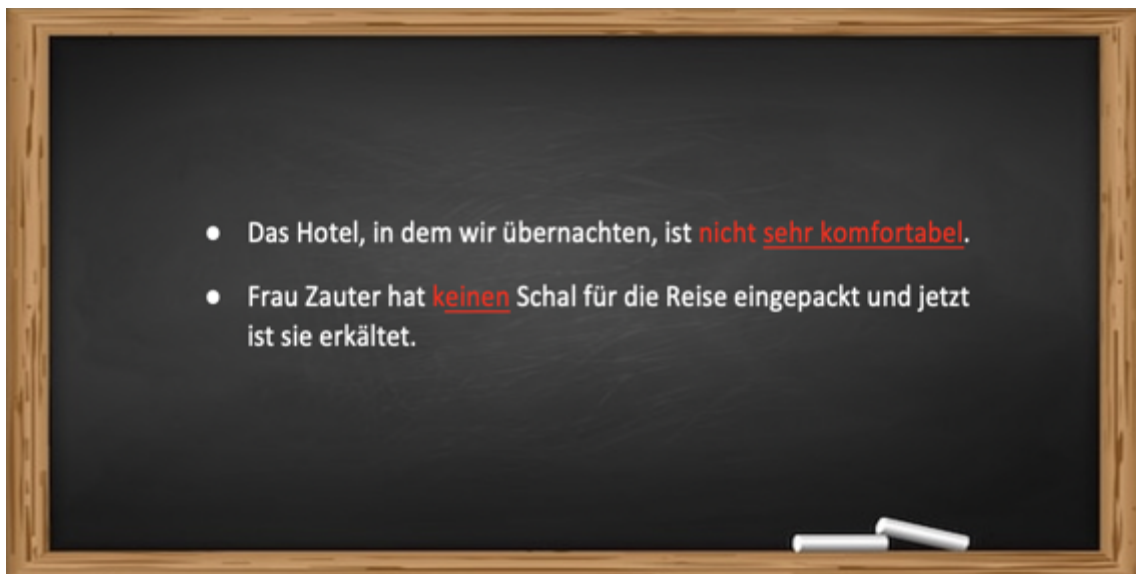 ● Das Hotel, in dem wir übernachten, ist nicht sehr komfortabel.
● Frau Zauter hat keinen Schal für die Reise eingepackt und jetzt
ist sie erkältet.